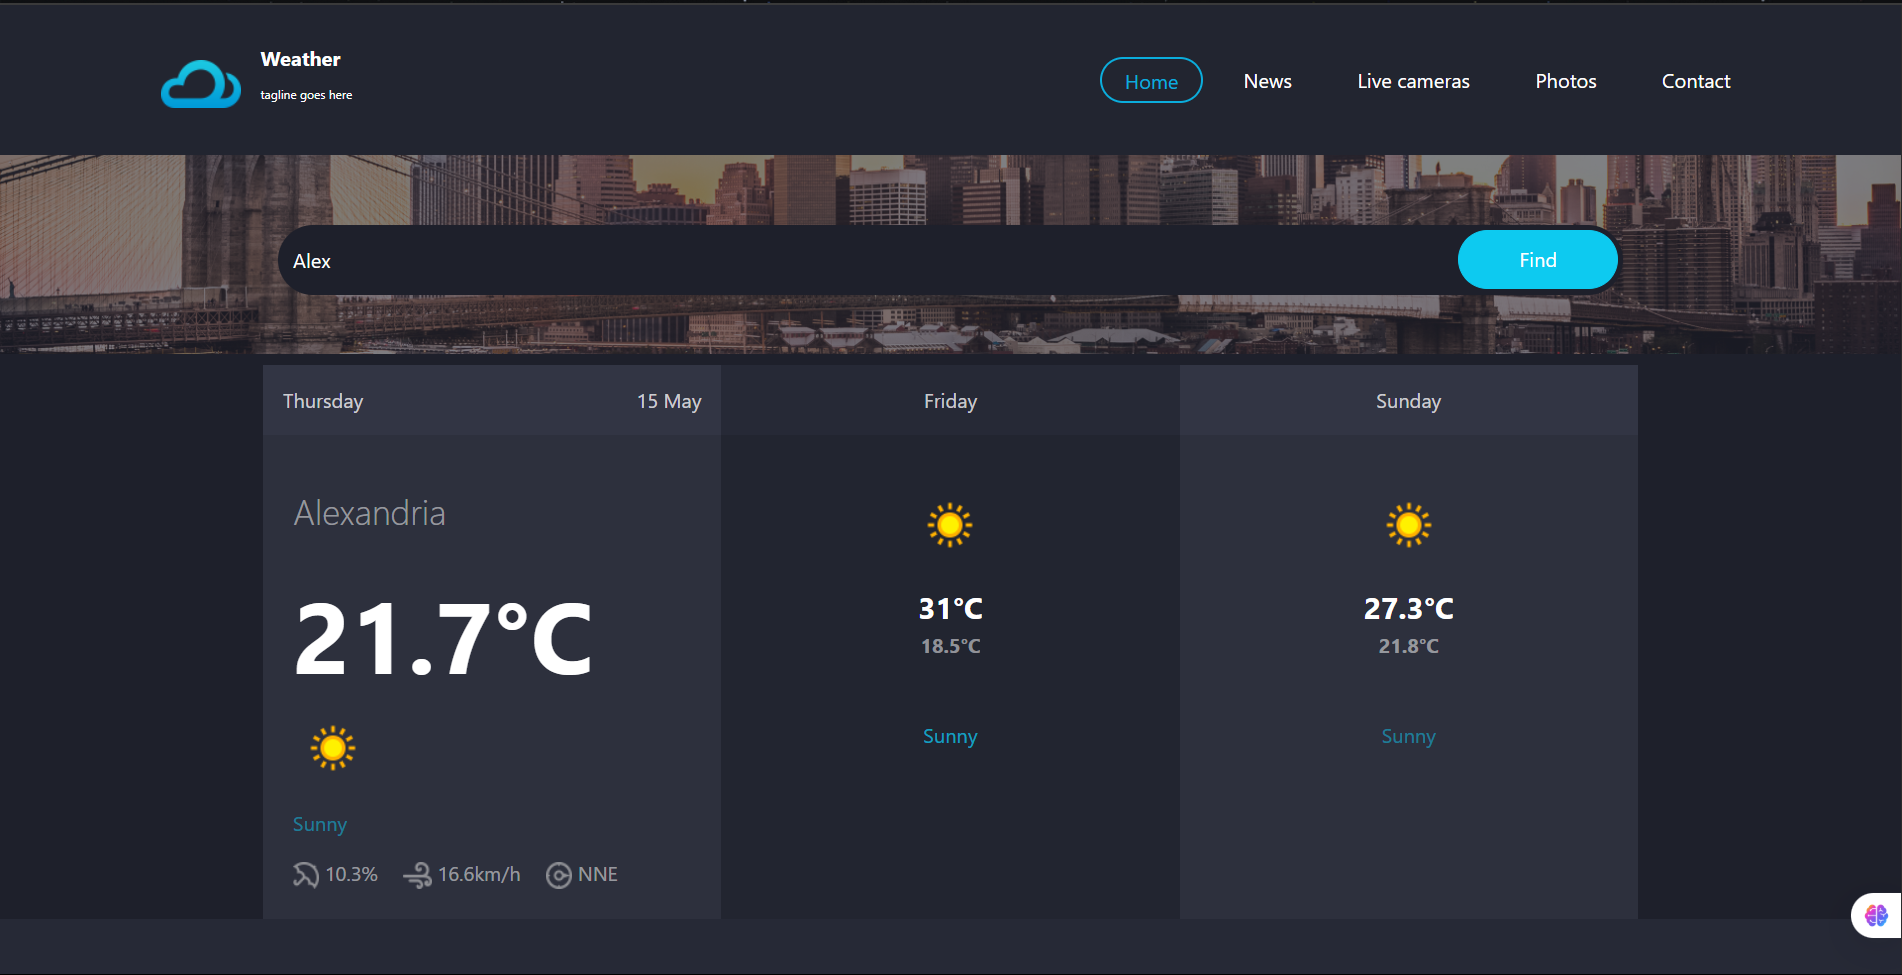 Weather
tagline goes here
Home News Live cameras Photos Contact
Alex
Find
Thursday 15 May
Alexandria
21.7°C
Sunny
10.3% 16.6km/h NNE
Friday
31°C
18.5°C
Sunny
Sunday
27.3°C
21.8°C
Sunny